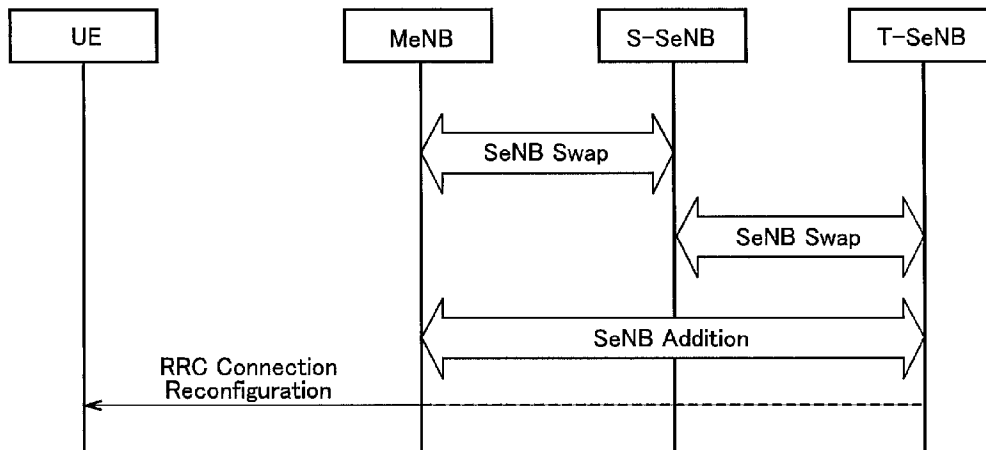 UE
MeNB
S-SeNB
T-SeNB
SeNB Swap
SeNB Swap
SeNB Addition
RRC Connection
Reconfiguration